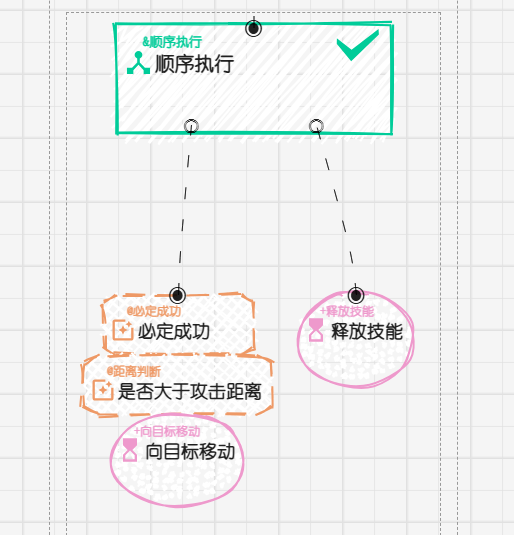 &顺序执行
顺序执行
@必定成功
必定成功
+释放技能
释放技能
@距离判断
是否大于攻击距离
+向目标移动
向目标移动